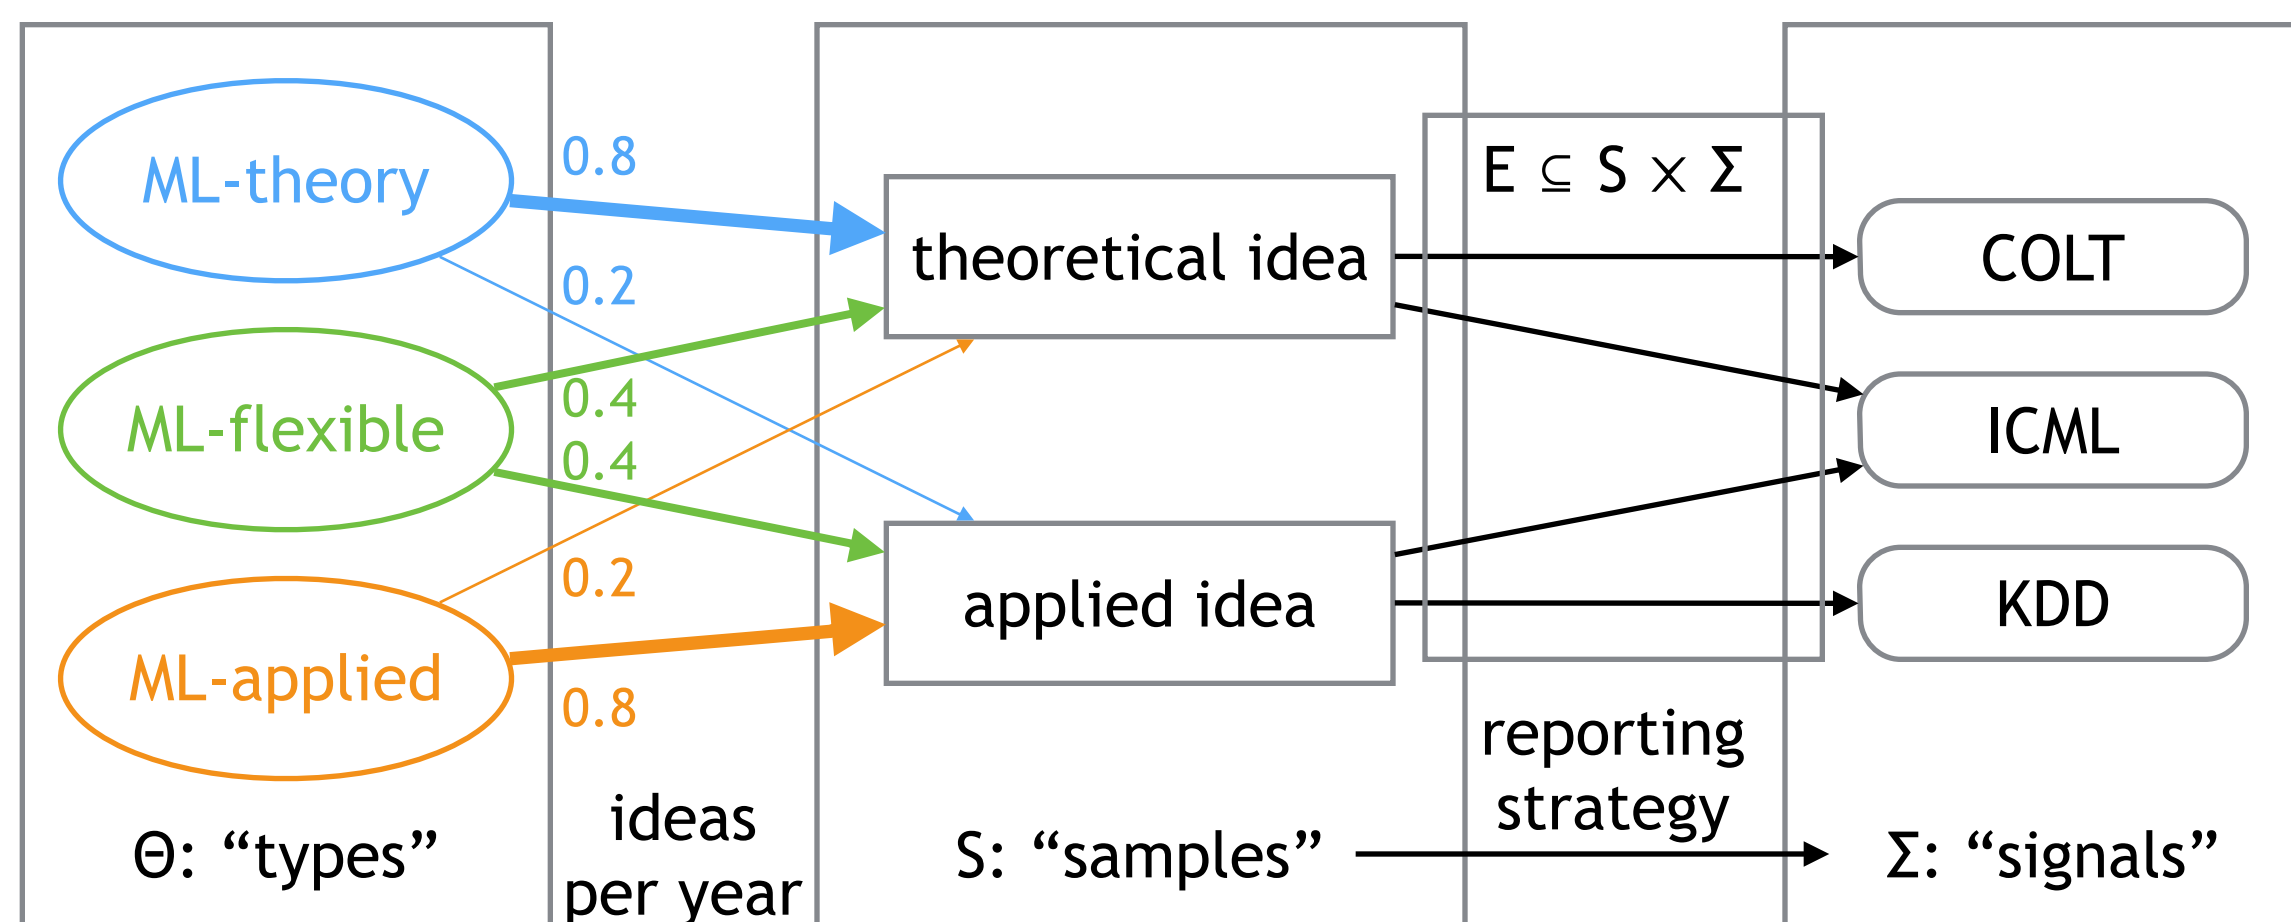 ML-theory
ML-flexible
ML-applied
Θ: “types”
0.8
0.2
0.4
0.4
0.2
0.8
ideas
per year
theoretical idea
applied idea
S: “samples”
E ⊆ S × Σ
reporting
strategy
COLT
ICML
KDD
Σ: “signals”